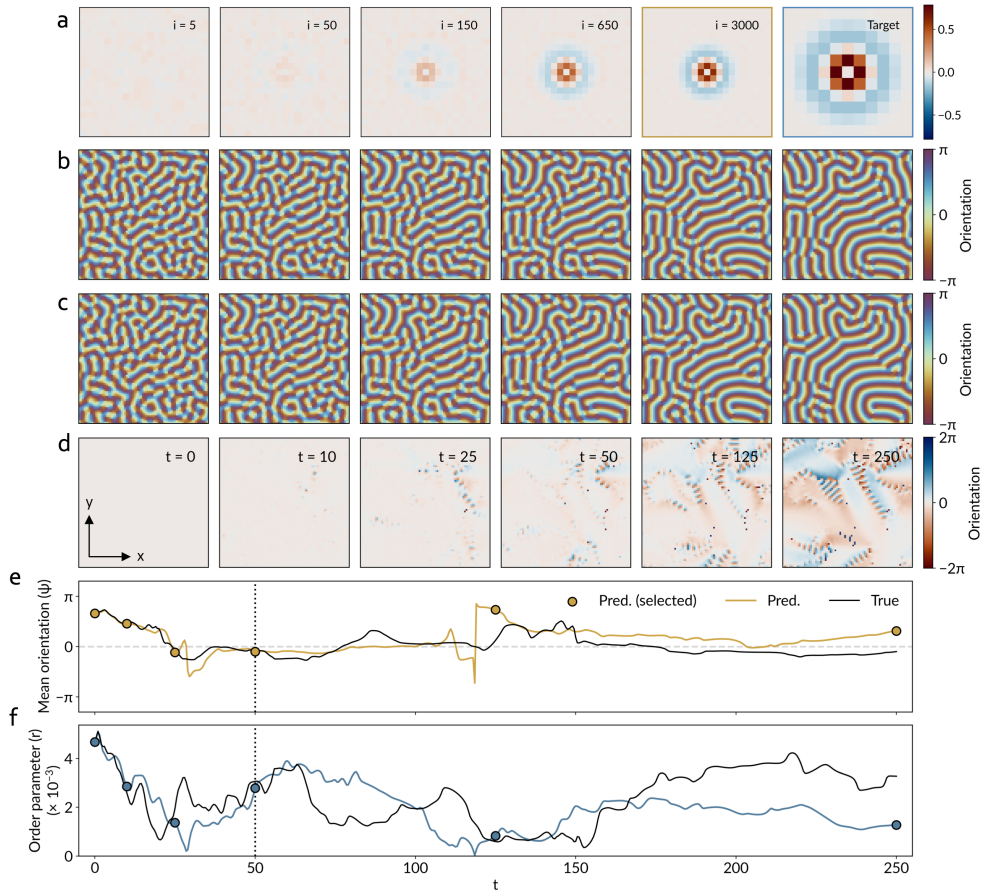 a
i = 5
i = 50
i = 150
i = 650
i = 3000
Target
0.5
0.0
−0.5
b
π
0
−π
Orientation
c
π
0
−π
Orientation
d
t = 0
t = 10
t = 25
t = 50
t = 125
t = 250
y
x
2π
0
−2π
Orientation
e
Mean orientation (ψ)
π
0
−π
Pred. (selected)
Pred.
True
f
Order parameter (r)
(× 10⁻³)
4
2
0
0
50
100
150
200
250
t